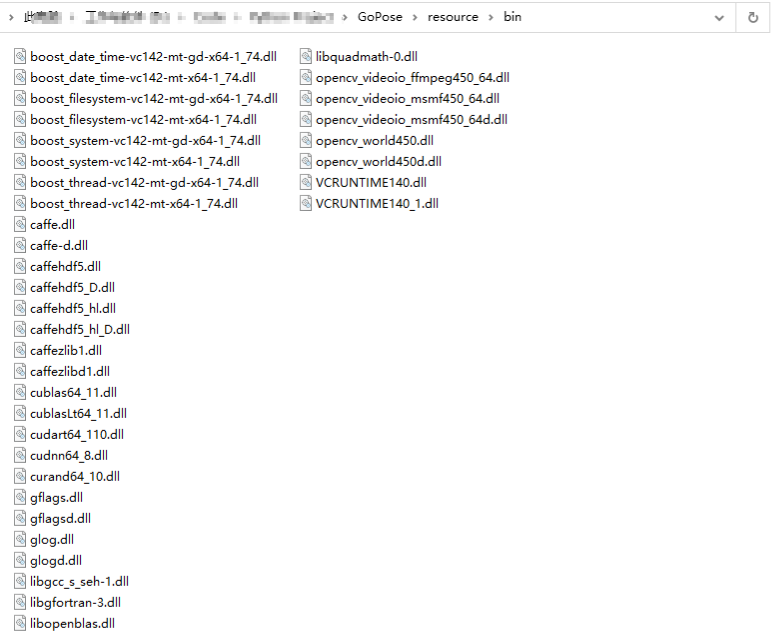 GoPose > resource > bin
boost_date_time-vc142-mt-gd-x64-1_74.dll
boost_date_time-vc142-mt-x64-1_74.dll
boost_filesystem-vc142-mt-gd-x64-1_74.dll
boost_filesystem-vc142-mt-x64-1_74.dll
boost_system-vc142-mt-gd-x64-1_74.dll
boost_system-vc142-mt-x64-1_74.dll
boost_thread-vc142-mt-gd-x64-1_74.dll
boost_thread-vc142-mt-x64-1_74.dll
caffe.dll
caffe-d.dll
caffehdf5.dll
caffehdf5_D.dll
caffehdf5_hl.dll
caffehdf5_hl_D.dll
caffezlib1.dll
caffezlibd1.dll
cublas64_11.dll
cublasLt64_11.dll
cudart64_110.dll
cudnn64_8.dll
curand64_10.dll
gflags.dll
gflagsd.dll
glog.dll
glogd.dll
libgcc_s_seh-1.dll
libgfortran-3.dll
libopenblas.dll
libquadmath-0.dll
opencv_videoio_ffmpeg450_64.dll
opencv_videoio_msmf450_64.dll
opencv_videoio_msmf450_64d.dll
opencv_world450.dll
opencv_world450d.dll
VCRUNTIME140.dll
VCRUNTIME140_1.dll